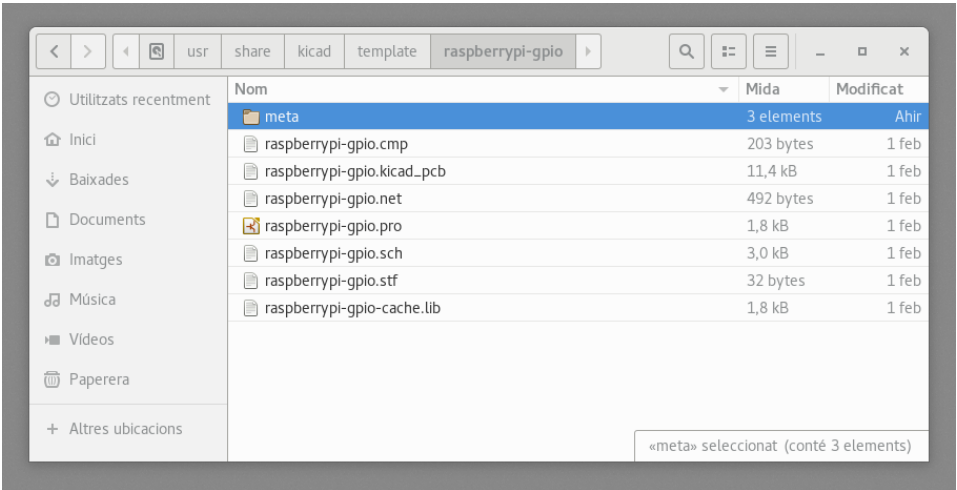 usr share kicad template raspberrypi-gpio
Utilitzats recentment
Inici
Baixades
Documents
Imatges
Música
Vídeos
Paperera
+ Altres ubicacions
Nom Mida Modificat
meta 3 elements Ahir
raspberrypi-gpio.cmp 203 bytes 1 feb
raspberrypi-gpio.kicad_pcb 11,4 kB 1 feb
raspberrypi-gpio.net 492 bytes 1 feb
raspberrypi-gpio.pro 1,8 kB 1 feb
raspberrypi-gpio.sch 3,0 kB 1 feb
raspberrypi-gpio.stf 32 bytes 1 feb
raspberrypi-gpio-cache.lib 1,8 kB 1 feb
«meta» seleccionat (conté 3 elements)